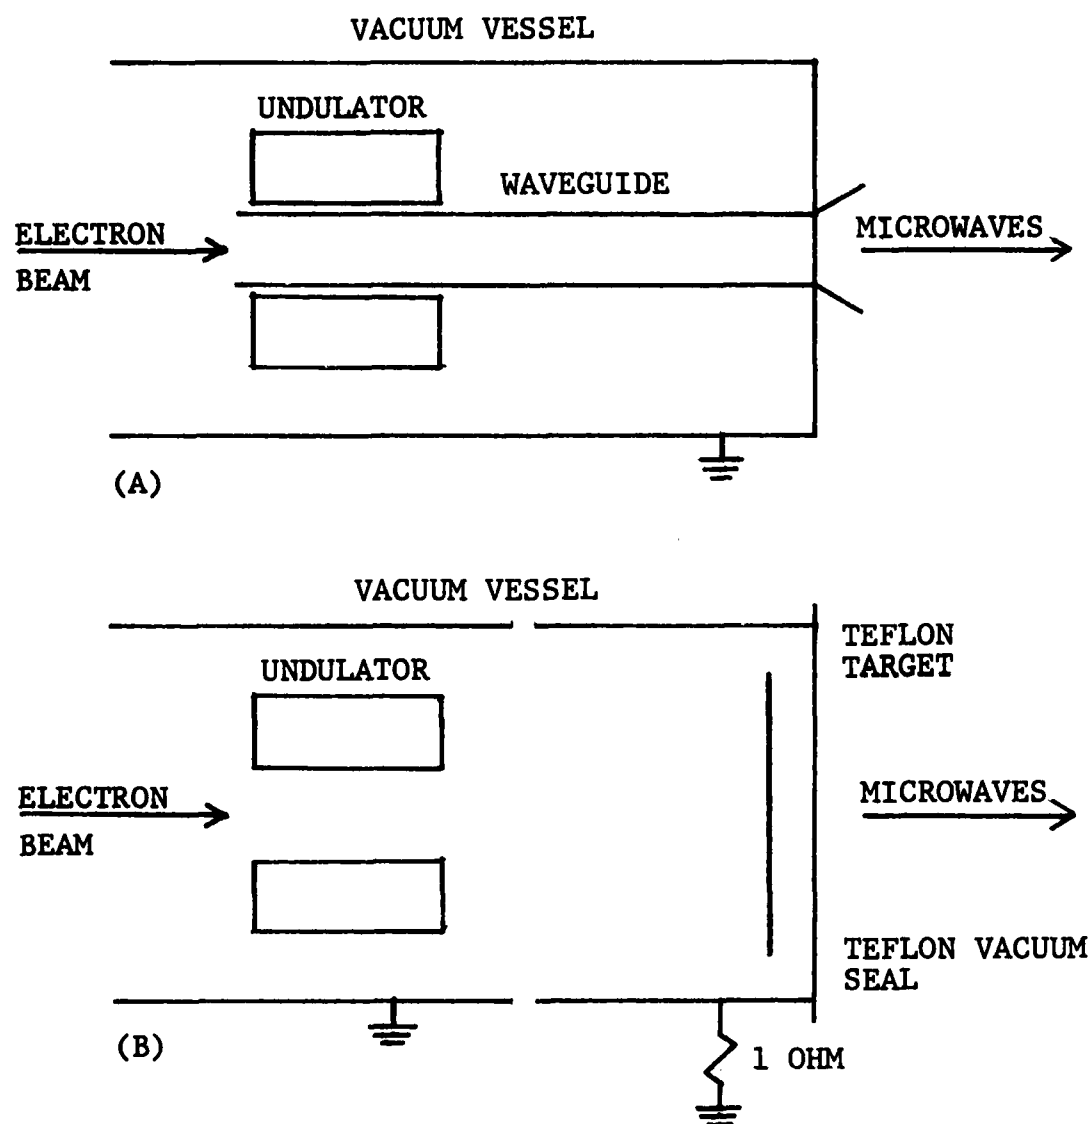 VACUUM VESSEL
UNDULATOR
WAVEGUIDE
ELECTRON
BEAM
MICROWAVES
(A)
VACUUM VESSEL
TEFLON
TARGET
UNDULATOR
ELECTRON
BEAM
MICROWAVES
TEFLON VACUUM
SEAL
(B)
1 OHM